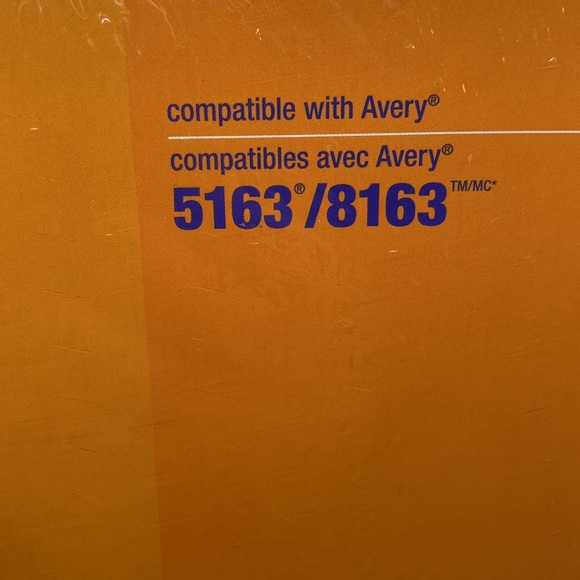 compatible with Avery®
compatibles avec Avery®
5163®/8163™/MC*